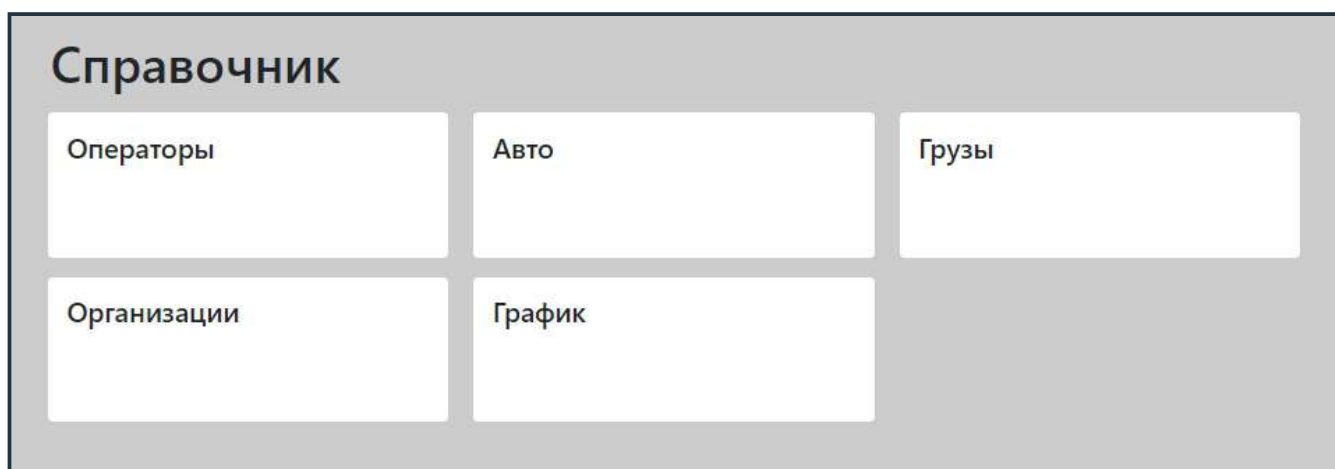 Справочник
Операторы
Авто
Грузы
Организации
График